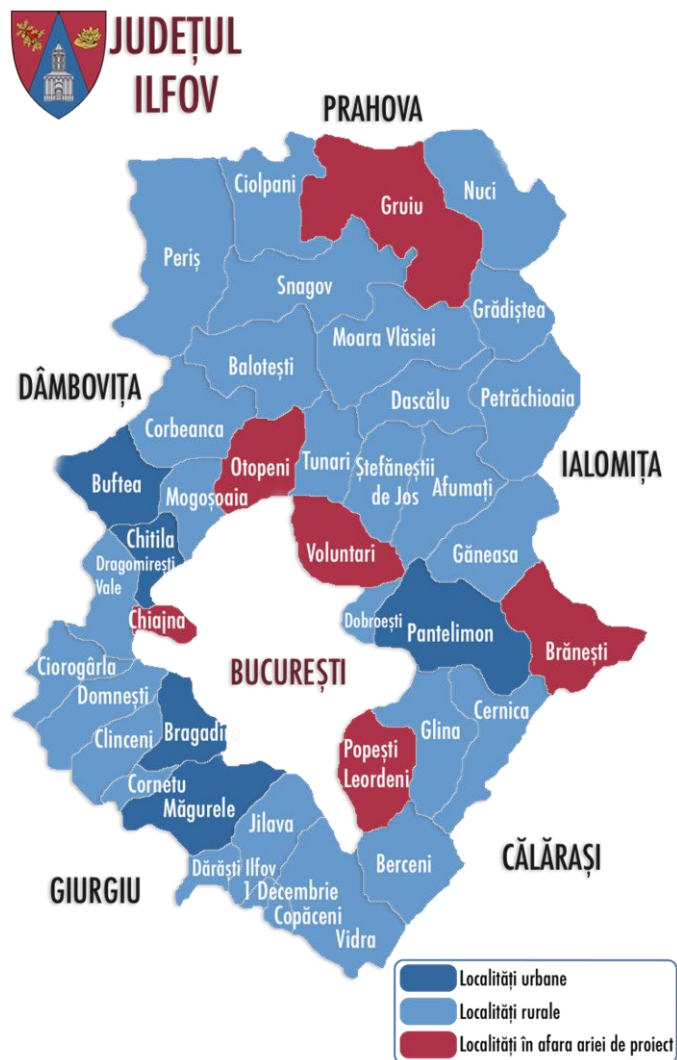 JUDEȚUL
ILFOV
PRAHOVA
Ciolpani
Gruiu
Nuci
Periș
Snagov
Grădiștea
Moara Vlăsiei
Balotești
DÂMBOVIȚA
Dascălu
Petrăchioaia
Corbeanca
Otopeni
Tunari
Ștefăneștii
de Jos
Afumați
IALOMIȚA
Buftea
Mogoșoaia
Chitila
Voluntari
Găneasa
Dragomirești
Vale
Chiajna
Dobroești
Pantelimon
Brănești
BUCUREȘTI
Ciorogârla
Domnești
Cernica
Bragadiru
Glina
Clinceni
Popești
Leordeni
Cornetu
Măgurele
Jilava
CĂLĂRAȘI
Dărăști Ilfov
Berceni
GIURGIU
1 Decembrie
Copăceni
Vidra
Localități urbane
Localități rurale
Localități în afara ariei de proiect